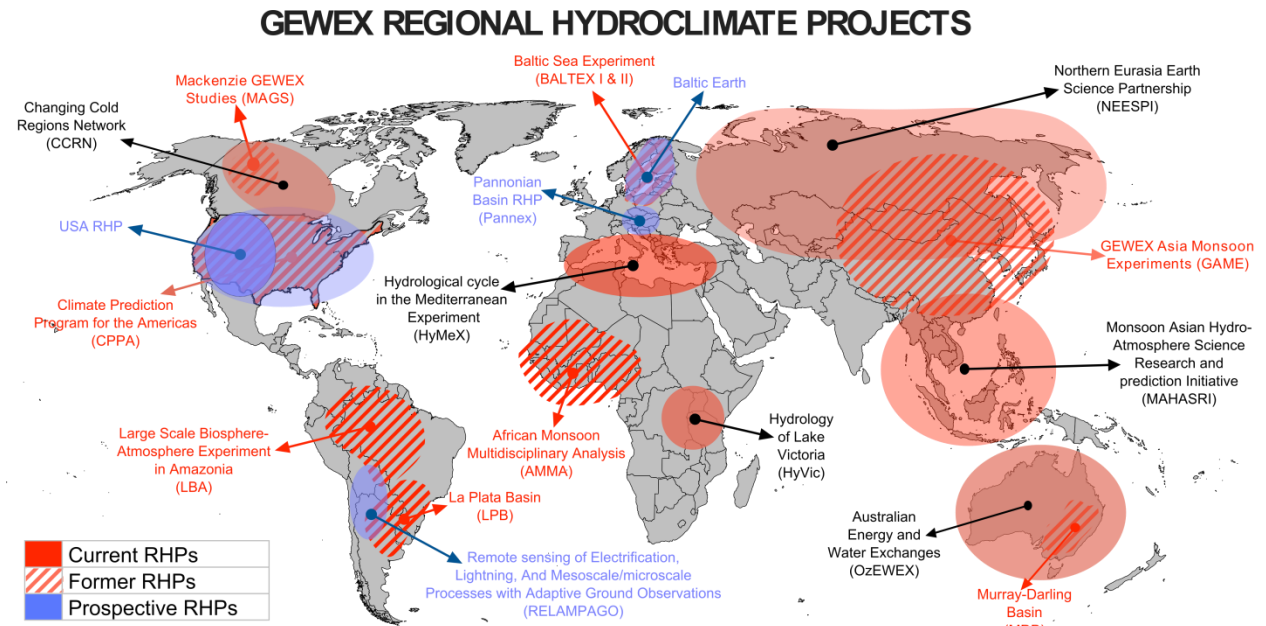 GEWEX REGIONAL HYDROCLIMATE PROJECTS
Changing Cold
Regions Network
(CCRN)
Mackenzie GEWEX
Studies (MAGS)
Baltic Sea Experiment
(BALTEX I & II)
Baltic Earth
Northern Eurasia Earth
Science Partnership
(NEESPI)
Pannonian
Basin RHP
(Pannex)
USA RHP
GEWEX Asia Monsoon
Experiments (GAME)
Climate Prediction
Program for the Americas
(CPPA)
Hydrological cycle
in the Mediterranean
Experiment
(HyMeX)
Monsoon Asian Hydro-
Atmosphere Science
Research and
prediction Initiative
(MAHASRI)
Large Scale Biosphere-
Atmosphere Experiment
in Amazonia
(LBA)
African Monsoon
Multidisciplinary Analysis
(AMMA)
Hydrology
of Lake
Victoria
(HyVic)
La Plata Basin
(LPB)
Australian
Energy and
Water Exchanges
(OzEWEX)
Remote sensing of Electrification,
Lightning, And Mesoscale/microscale
Processes with Adaptive Ground Observations
(RELAMPAGO)
Murray-Darling
Basin
Current RHPs
Former RHPs
Prospective RHPs